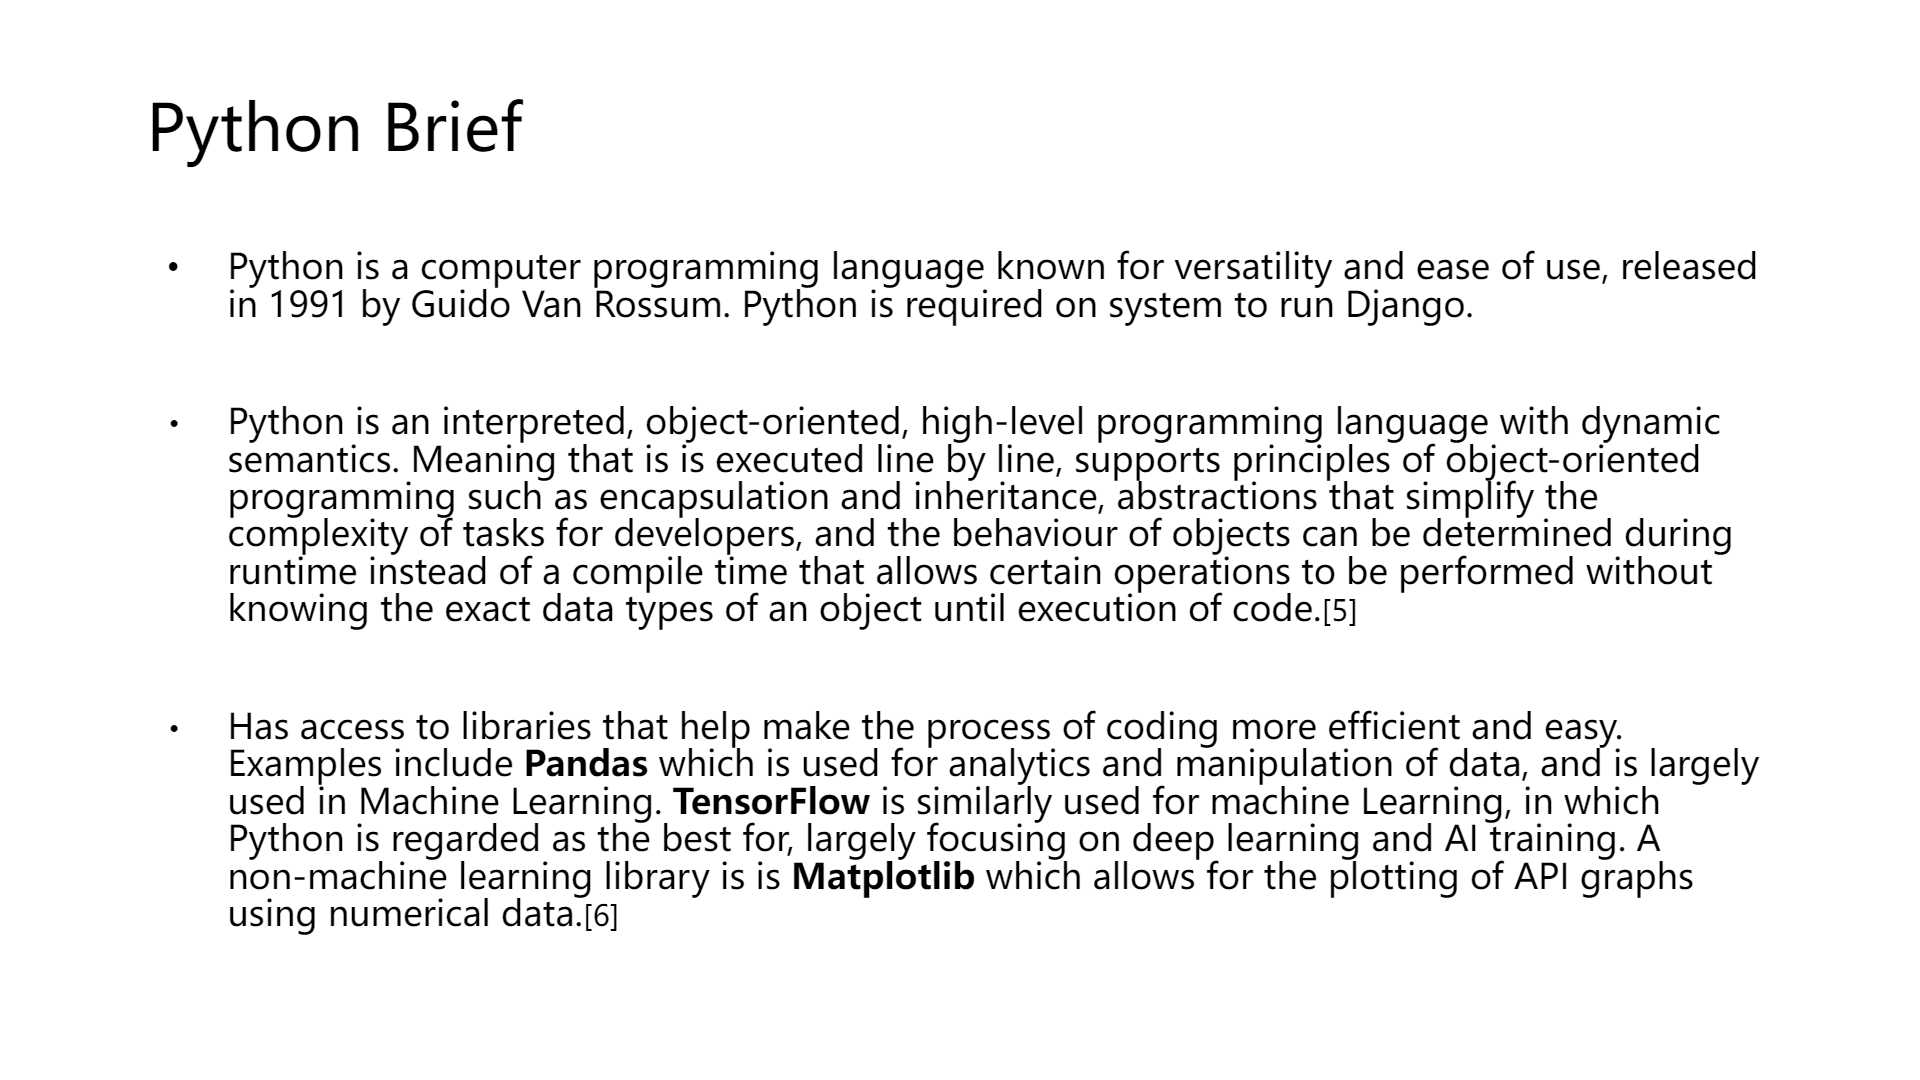 Python Brief
• Python is a computer programming language known for versatility and ease of use, released
in 1991 by Guido Van Rossum. Python is required on system to run Django.
• Python is an interpreted, object-oriented, high-level programming language with dynamic
semantics. Meaning that is is executed line by line, supports principles of object-oriented
programming such as encapsulation and inheritance, abstractions that simplify the
complexity of tasks for developers, and the behaviour of objects can be determined during
runtime instead of a compile time that allows certain operations to be performed without
knowing the exact data types of an object until execution of code.[5]
• Has access to libraries that help make the process of coding more efficient and easy.
Examples include Pandas which is used for analytics and manipulation of data, and is largely
used in Machine Learning. TensorFlow is similarly used for machine Learning, in which
Python is regarded as the best for, largely focusing on deep learning and AI training. A
non-machine learning library is is Matplotlib which allows for the plotting of API graphs
using numerical data.[6]